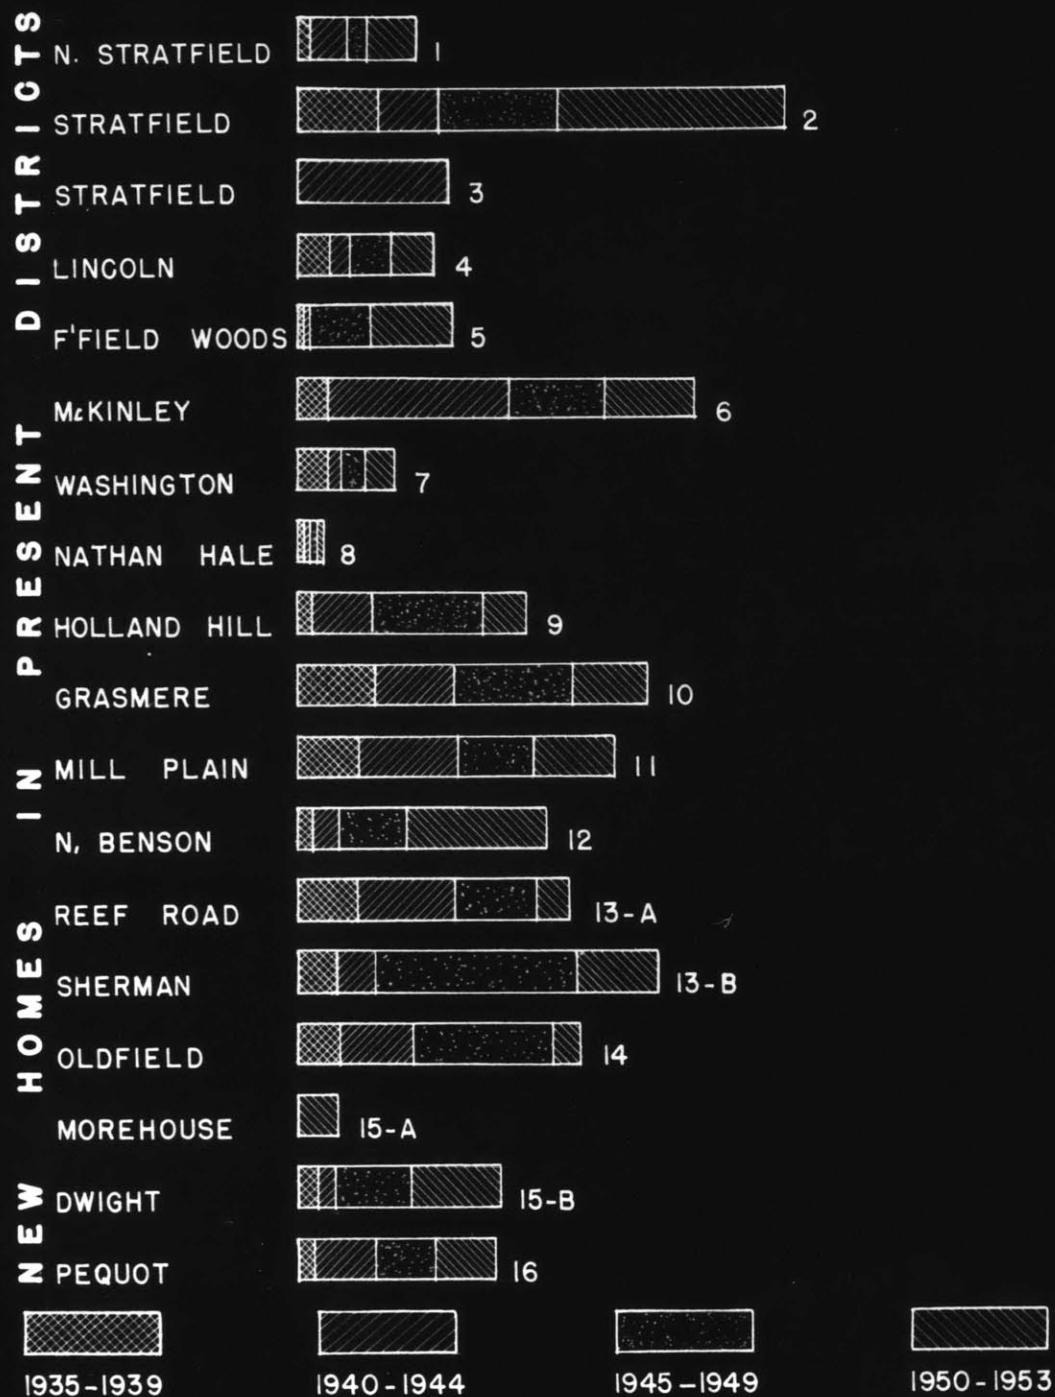 NEW HOMES IN PRESENT DISTRICTS
N. STRATFIELD 1
STRATFIELD 2
STRATFIELD 3
LINCOLN 4
F'FIELD WOODS 5
McKINLEY 6
WASHINGTON 7
NATHAN HALE 8
HOLLAND HILL 9
GRASMERE 10
MILL PLAIN 11
N. BENSON 12
REEF ROAD 13-A
SHERMAN 13-B
OLDFIELD 14
MOREHOUSE 15-A
DWIGHT 15-B
PEQUOT 16
1935-1939 1940-1944 1945-1949 1950-1953